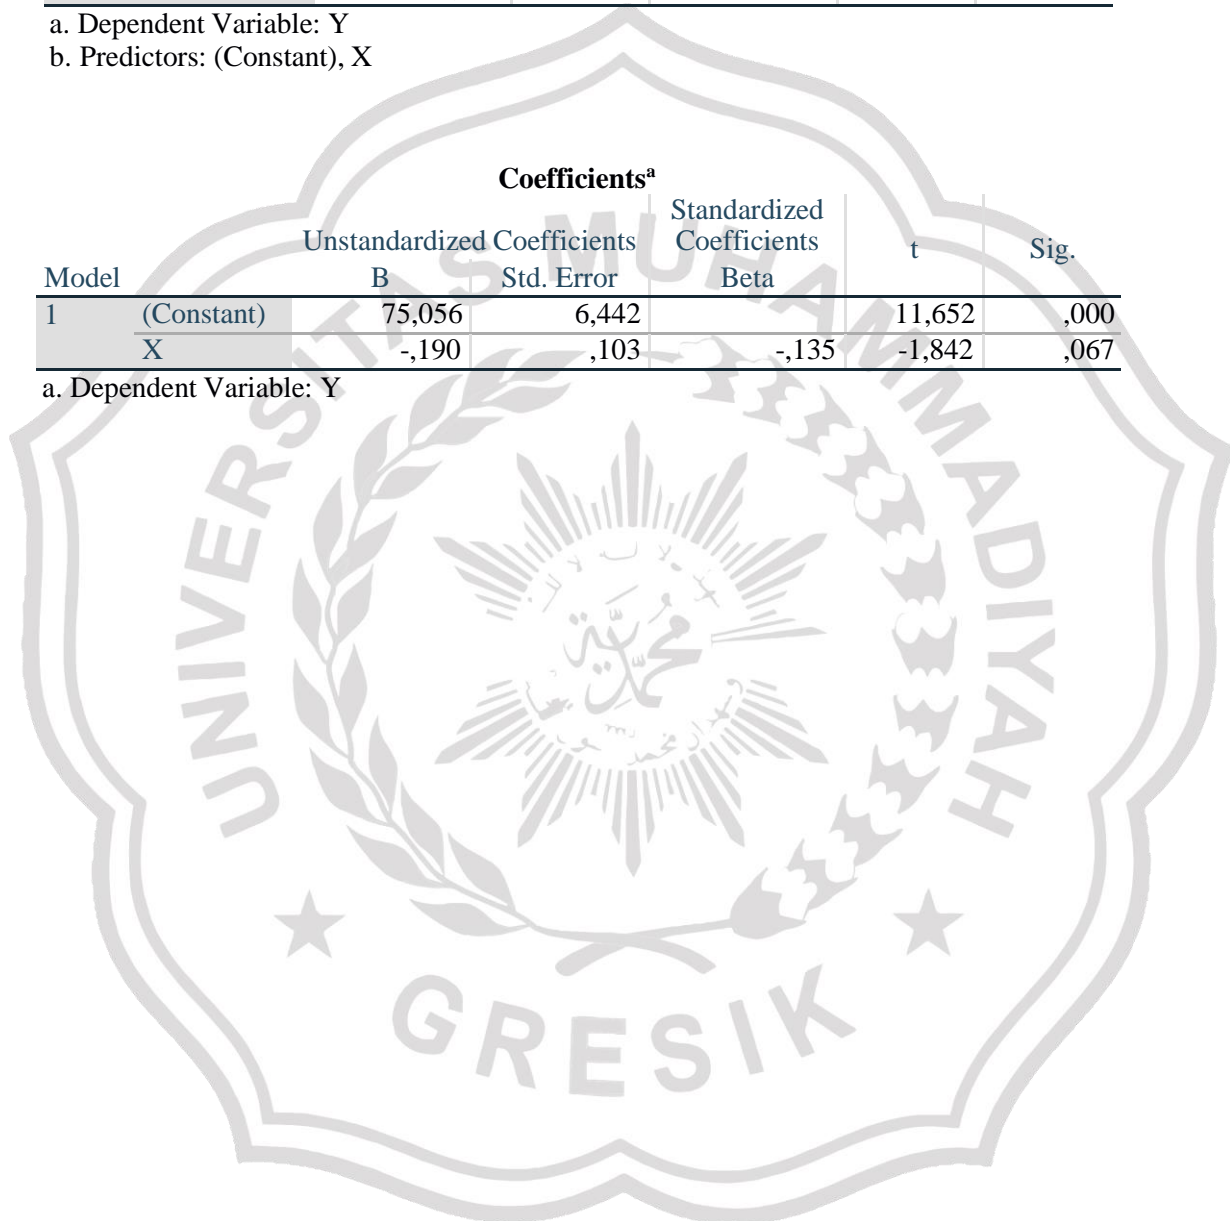 a. Dependent Variable: Y
b. Predictors: (Constant), X
Coefficientsa
Unstandardized Coefficients Standardized Coefficients t Sig.
Model B Std. Error Beta
1 (Constant) 75,056 6,442 11,652 ,000
X -,190 ,103 -,135 -1,842 ,067
a. Dependent Variable: Y
UNIVERSITAS MUHAMMADIYAH
محمد
GRESIK